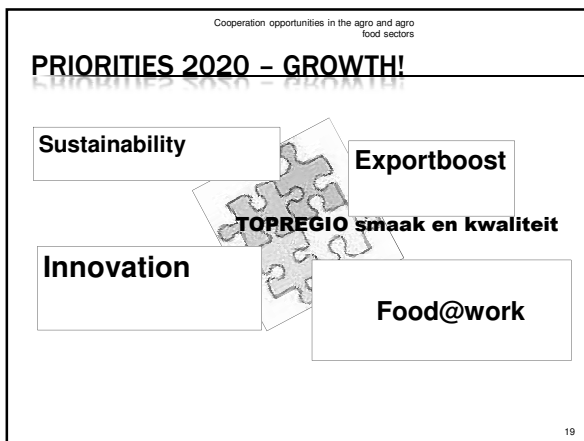 Cooperation opportunities in the agro and agro
food sectors
PRIORITIES 2020 – GROWTH!
Sustainability
Exportboost
TOPREGIO smaak en kwaliteit
Innovation
Food@work
19